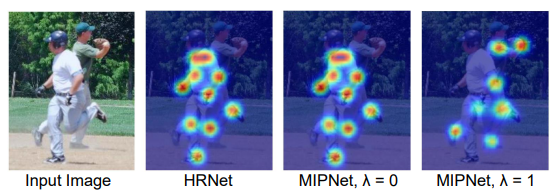 Input Image
HRNet
MIPNet, λ = 0
MIPNet, λ = 1